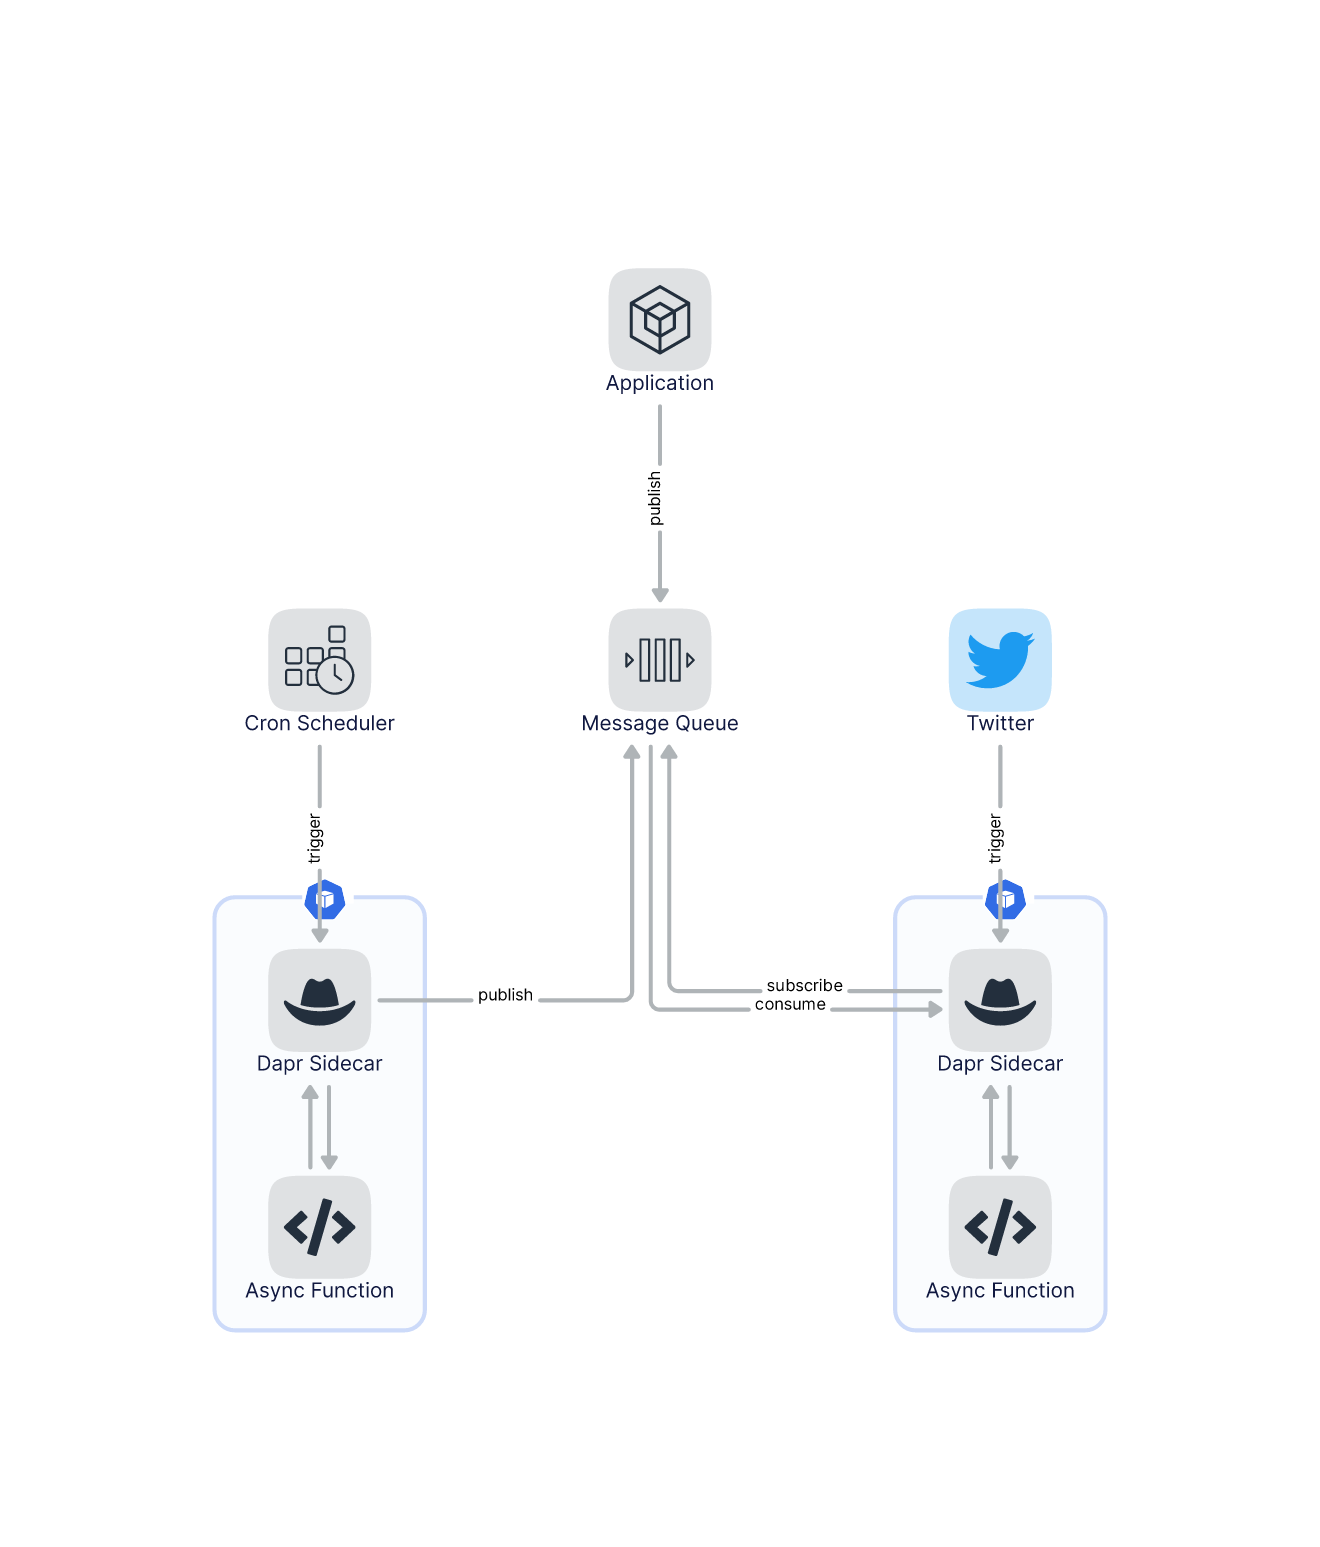 Application
publish
Cron Scheduler
Message Queue
Twitter
trigger
trigger
publish
subscribe
consume
Dapr Sidecar
Dapr Sidecar
Async Function
Async Function